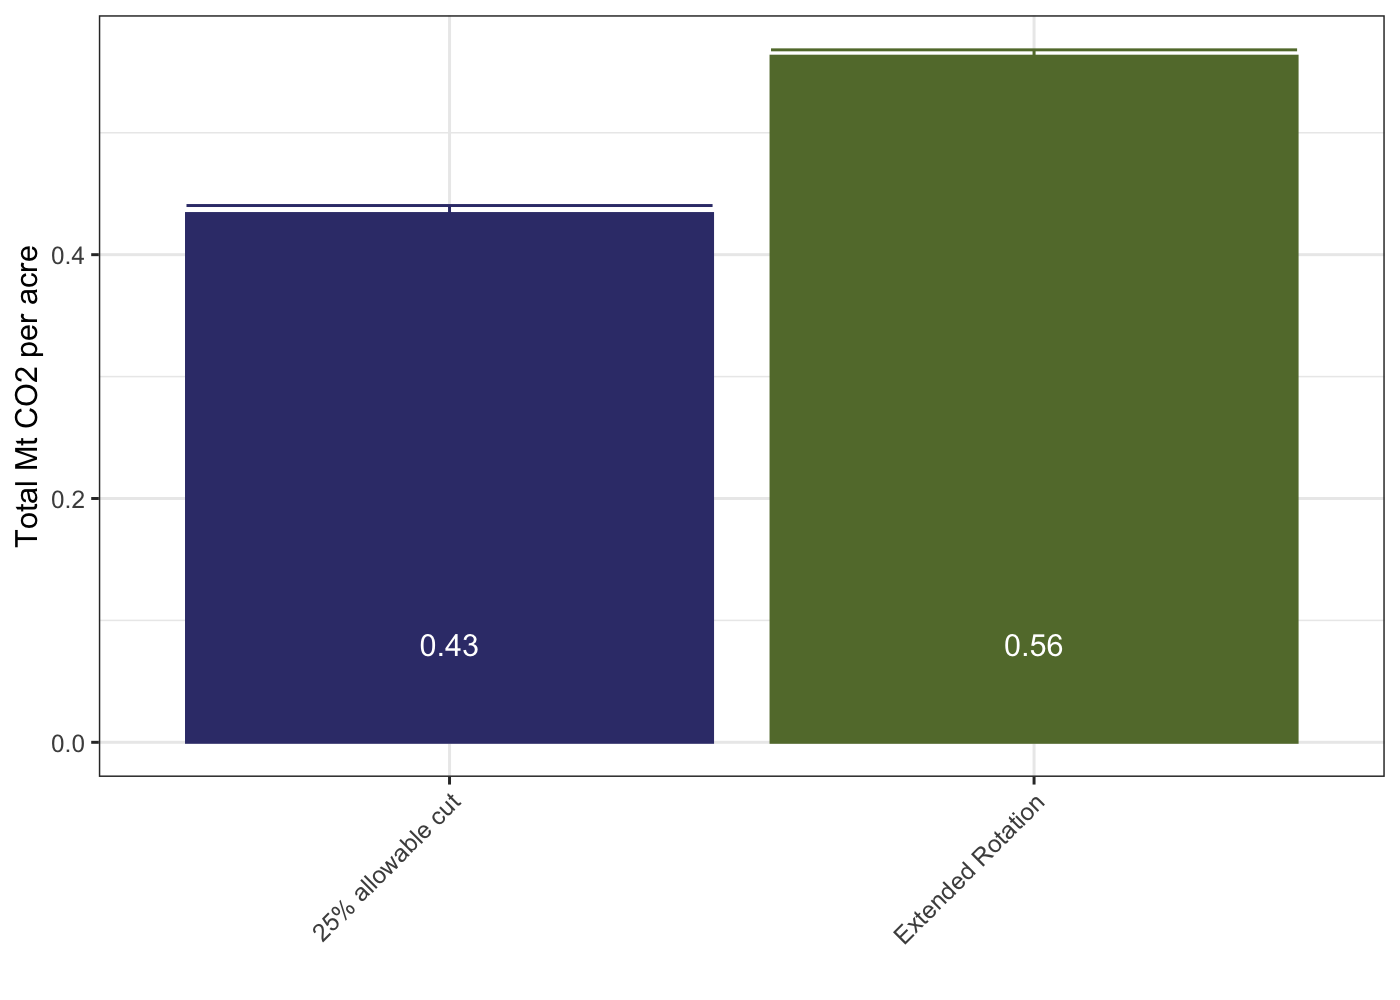 Total Mt CO2 per acre
0.4
0.2
0.0
0.43
0.56
25% allowable cut
Extended Rotation